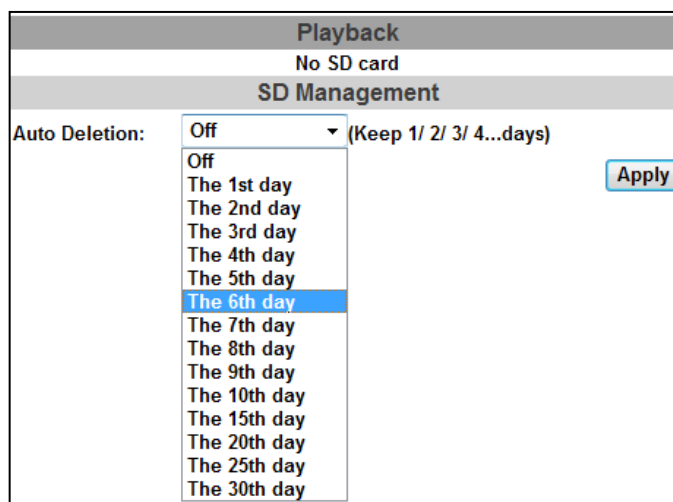 Playback
No SD card
SD Management
Auto Deletion: Off (Keep 1/ 2/ 3/ 4...days)
Off
The 1st day
Apply
The 2nd day
The 3rd day
The 4th day
The 5th day
The 6th day
The 7th day
The 8th day
The 9th day
The 10th day
The 15th day
The 20th day
The 25th day
The 30th day